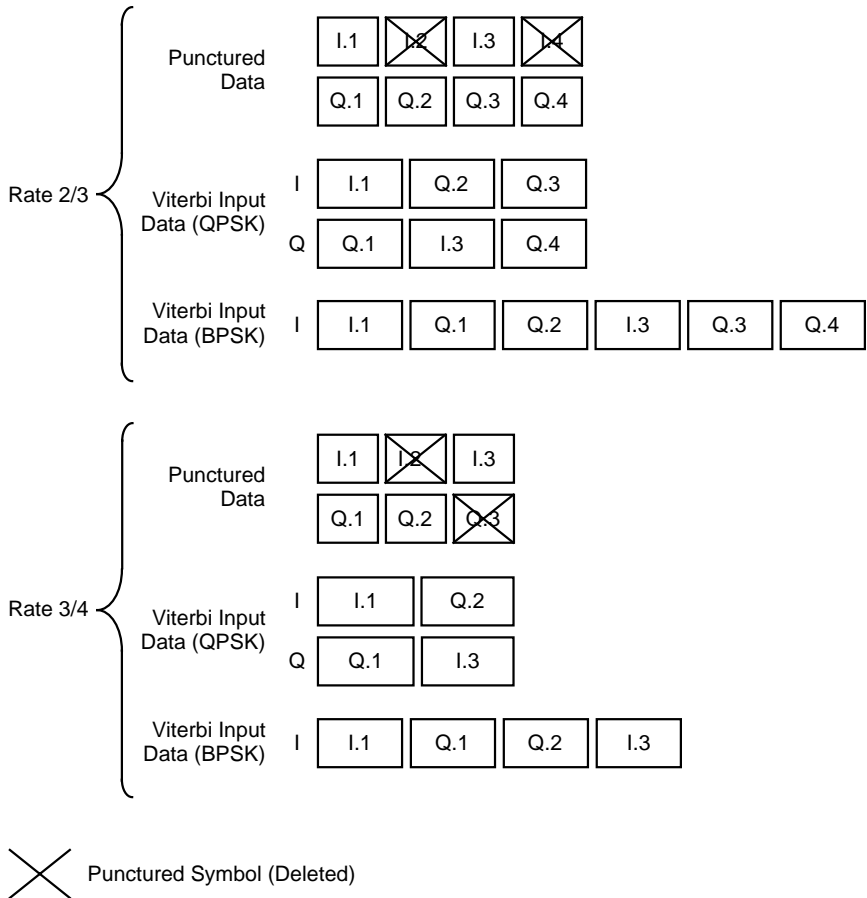 Rate 2/3
Punctured
Data
I.1 I.2 I.3 I.4
Q.1 Q.2 Q.3 Q.4
Viterbi Input
Data (QPSK)
I I.1 Q.2 Q.3
Q Q.1 I.3 Q.4
Viterbi Input
Data (BPSK)
I I.1 Q.1 Q.2 I.3 Q.3 Q.4
Rate 3/4
Punctured
Data
I.1 I.2 I.3
Q.1 Q.2 Q.3
Viterbi Input
Data (QPSK)
I I.1 Q.2
Q Q.1 I.3
Viterbi Input
Data (BPSK)
I I.1 Q.1 Q.2 I.3
Punctured Symbol (Deleted)